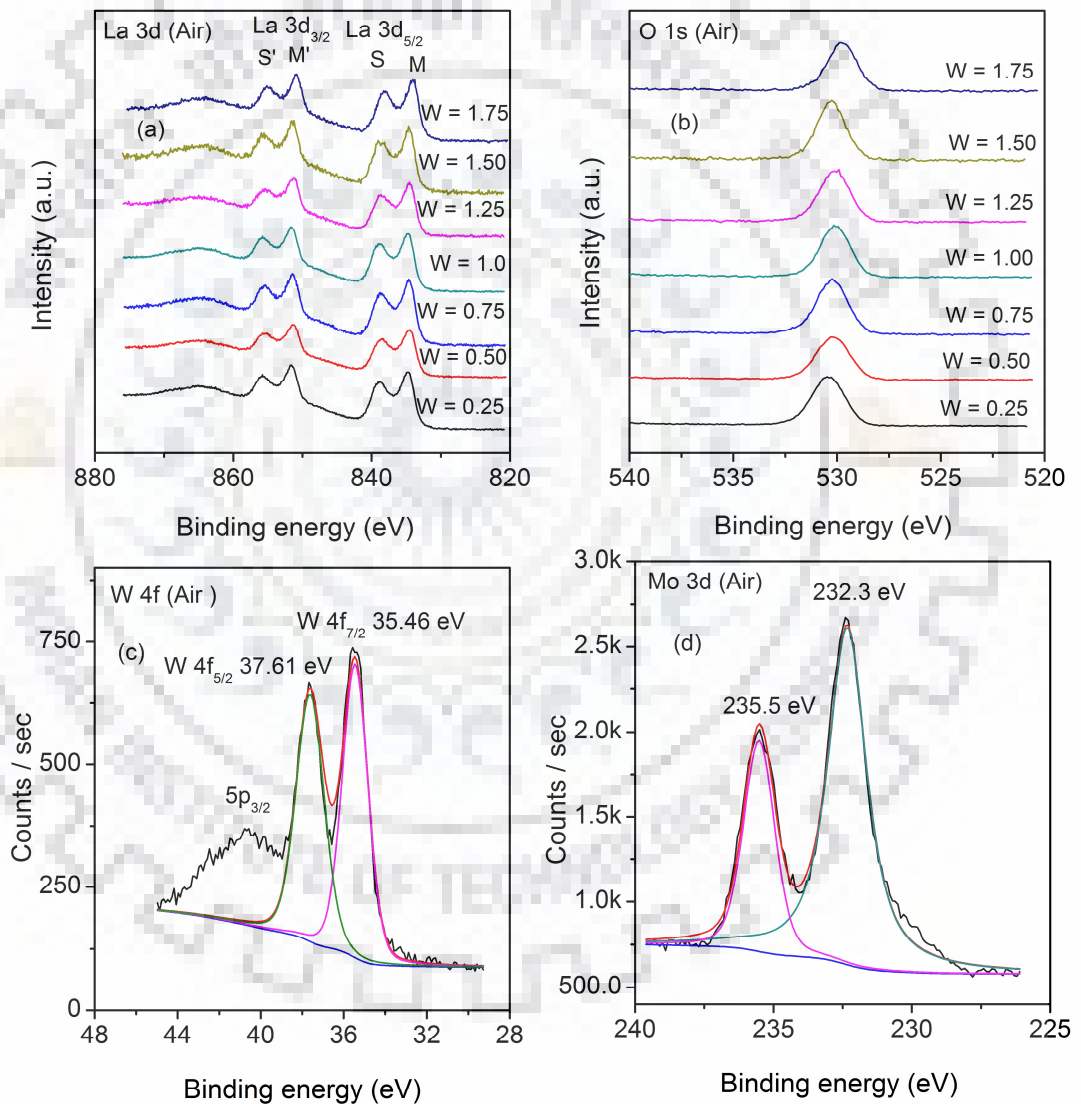 La 3d (Air)
La 3d3/2
La 3d5/2
S' M'
S
M
(a)
W = 1.75
W = 1.50
W = 1.25
W = 1.0
W = 0.75
W = 0.50
W = 0.25
Intensity (a.u.)
880 860 840 820
Binding energy (eV)
O 1s (Air)
(b)
W = 1.75
W = 1.50
W = 1.25
W = 1.00
W = 0.75
W = 0.50
W = 0.25
Intensity (a.u.)
540 535 530 525 520
Binding energy (eV)
W 4f (Air )
(c)
W 4f7/2 35.46 eV
W 4f5/2 37.61 eV
5p3/2
750
500
250
0
Counts / sec
48 44 40 36 32 28
Binding energy (eV)
Mo 3d (Air)
(d)
232.3 eV
235.5 eV
3.0k
2.5k
2.0k
1.5k
1.0k
500.0
Counts / sec
240 235 230 225
Binding energy (eV)